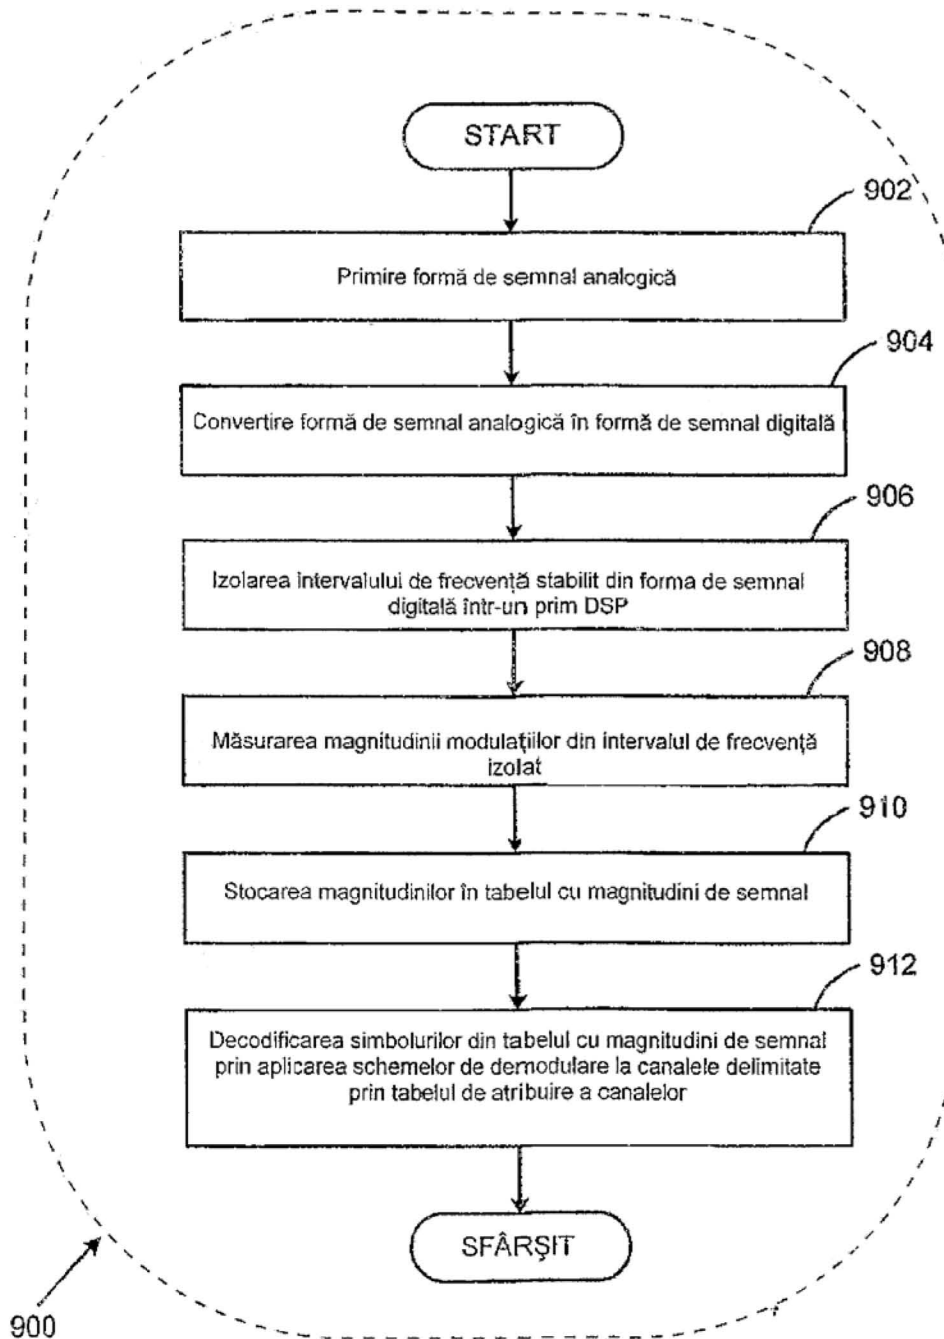 START
902
Primire formă de semnal analogică
904
Convertire formă de semnal analogică în formă de semnal digitală
906
Izolarea intervalului de frecvență stabilit din forma de semnal
digitală într-un prim DSP
908
Măsurarea magnitudinii modulațiilor din intervalul de frecvență
izolat
910
Stocarea magnitudinilor în tabelul cu magnitudini de semnal
912
Decodificarea simbolurilor din tabelul cu magnitudini de semnal
prin aplicarea schemelor de demodulare la canalele delimitate
prin tabelul de atribuire a canalelor
SFÂRŞIT
900